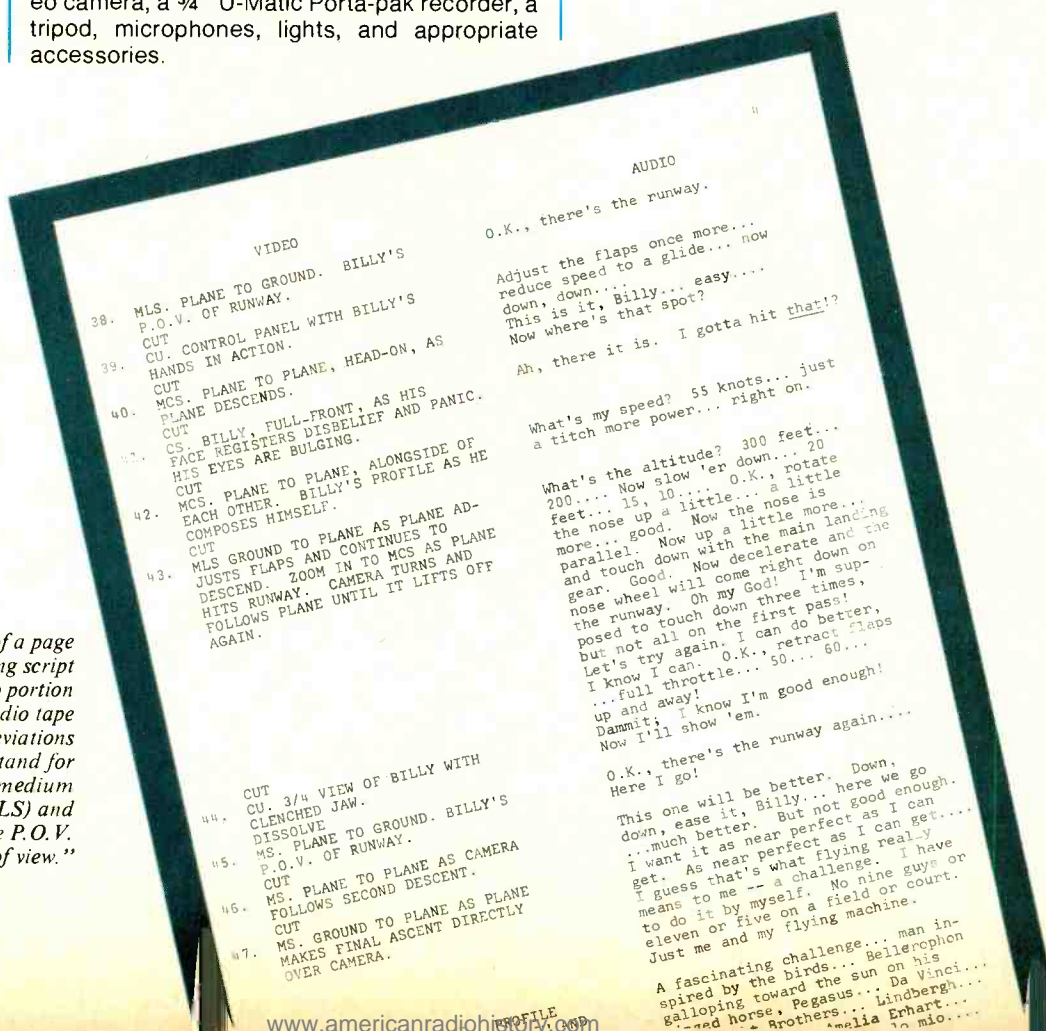 eo camera, a ¾" U-Matic Porta-pak recorder, a
tripod, microphones, lights, and appropriate
accessories.
of a page
ng script
portion
dio tape
eviations
tand for
medium
LS) and
e P.O.V.
of view."
VIDEO
38. MLS. PLANE TO GROUND. BILLY'S
P.O.V. OF RUNWAY.
CUT
39. CU. CONTROL PANEL WITH BILLY'S
HANDS IN ACTION.
CUT
40. MCS. PLANE TO PLANE, HEAD-ON, AS
PLANE DESCENDS.
CUT
CS. BILLY, FULL-FRONT, AS HIS
FACE REGISTERS DISBELIEF AND PANIC.
HIS EYES ARE BULGING.
CUT
42. MCS. PLANE TO PLANE, ALONGSIDE OF
EACH OTHER. BILLY'S PROFILE AS HE
COMPOSES HIMSELF.
CUT
43. MLS GROUND TO PLANE AS PLANE AD-
JUSTS FLAPS AND CONTINUES TO
DESCEND. ZOOM IN TO MCS AS PLANE
HITS RUNWAY. CAMERA TURNS AND
FOLLOWS PLANE UNTIL IT LIFTS OFF
AGAIN.
CUT
44. CU. 3/4 VIEW OF BILLY WITH
CLENCHED JAW.
DISSOLVE
45. MS. PLANE TO GROUND. BILLY'S
P.O.V. OF RUNWAY.
CUT
46. MS. PLANE TO PLANE AS CAMERA
FOLLOWS SECOND DESCENT.
CUT
47. MS. GROUND TO PLANE AS PLANE
MAKES FINAL ASCENT DIRECTLY
OVER CAMERA.
AUDIO
O.K., there's the runway.
Adjust the flaps once more...
reduce speed to a glide... now
down, down....
This is it, Billy... easy....
Now where's that spot?
Ah, there it is. I gotta hit that!?
What's my speed? 55 knots... just
a titch more power... right on.
What's the altitude? 300 feet...
200.... Now slow 'er down... 20
feet... 15, 10.... O.K., rotate
the nose up a little... a little
more... good. Now the nose is
parallel. Now up a little more...
and touch down with the main landing
gear. Good. Now decelerate and the
nose wheel will come right down on
the runway. Oh my God! I'm sup-
posed to touch down three times,
but not all on the first pass!
Let's try again. I can do better,
I know I can. O.K., retract flaps
...full throttle... 50... 60...
up and away!
Dammit; I know I'm good enough!
Now I'll show 'em.
O.K., there's the runway again....
Here I go!
This one will be better. Down,
down, ease it, Billy... here we go
...much better. But not good enough.
I want it as near perfect as I can
get. As near perfect as I can get....
I guess that's what flying really
means to me -- a challenge. I have
to do it by myself. No nine guys or
eleven or five on a field or court.
Just me and my flying machine.
A fascinating challenge... man in-
spired by the birds... Bellerophon
galloping toward the sun on his
horse, Pegasus... Da Vinci...
Brothers... Lindbergh...
Amelia Erhart...
mio....
PROFILE
www.americanradiohistory.com